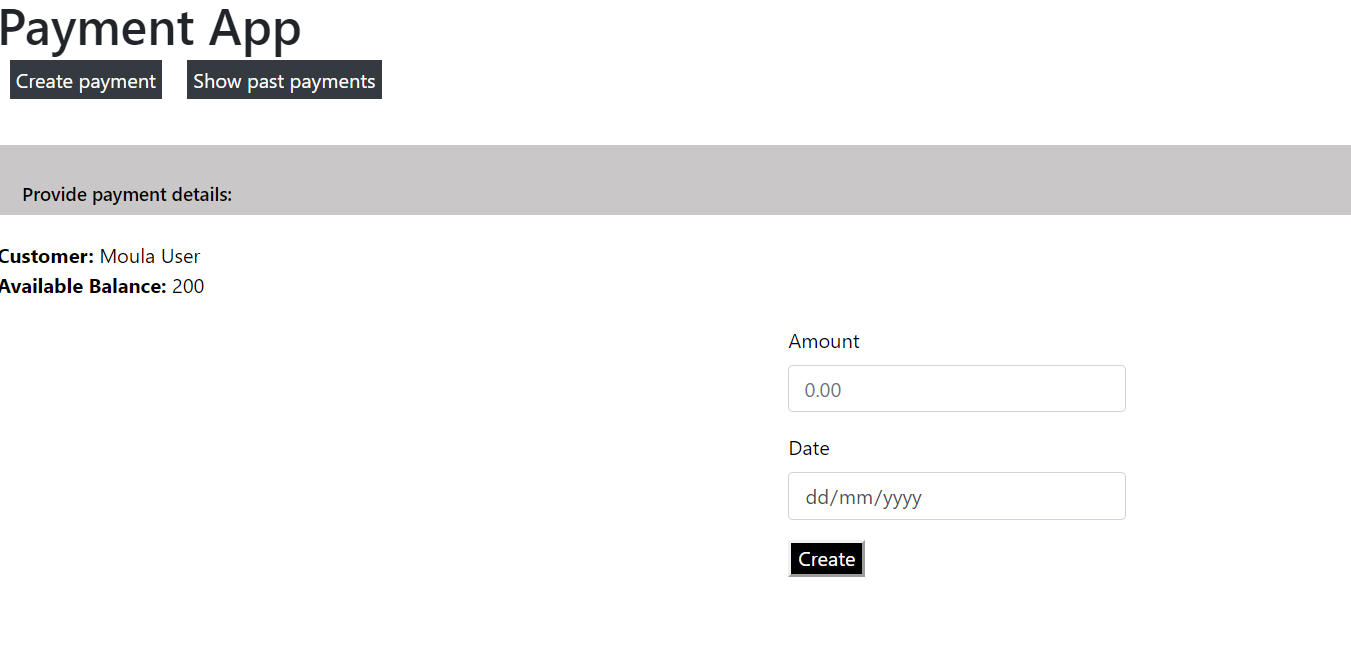 Payment App
Create payment Show past payments
Provide payment details:
Customer: Moula User
Available Balance: 200
Amount
0.00
Date
dd/mm/yyyy
Create